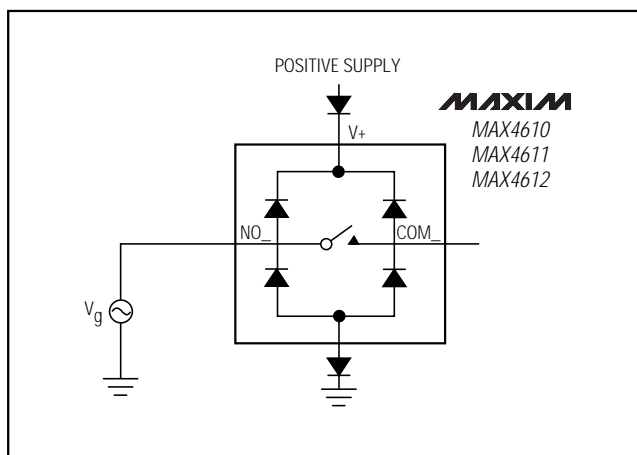 POSITIVE SUPPLY
MAXIM
MAX4610
MAX4611
MAX4612
V+
NO_
COM_
Vg